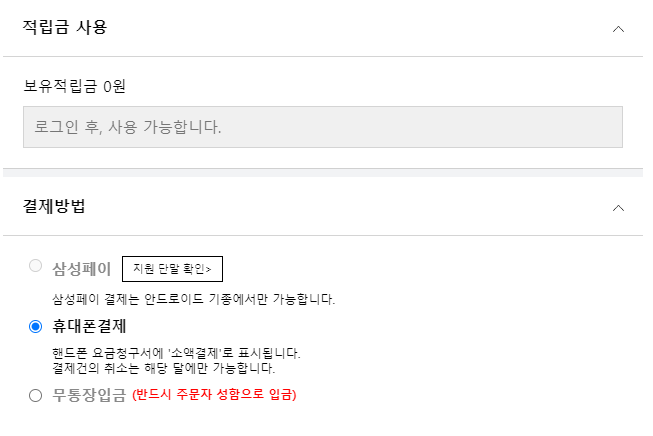 적립금 사용
보유적립금 0원
로그인 후, 사용 가능합니다.
결제방법
삼성페이 지원 단말 확인>
삼성페이 결제는 안드로이드 기종에서만 가능합니다.
휴대폰결제
핸드폰 요금청구서에 '소액결제'로 표시됩니다.
결제건의 취소는 해당 달에만 가능합니다.
무통장입금 (반드시 주문자 성함으로 입금)